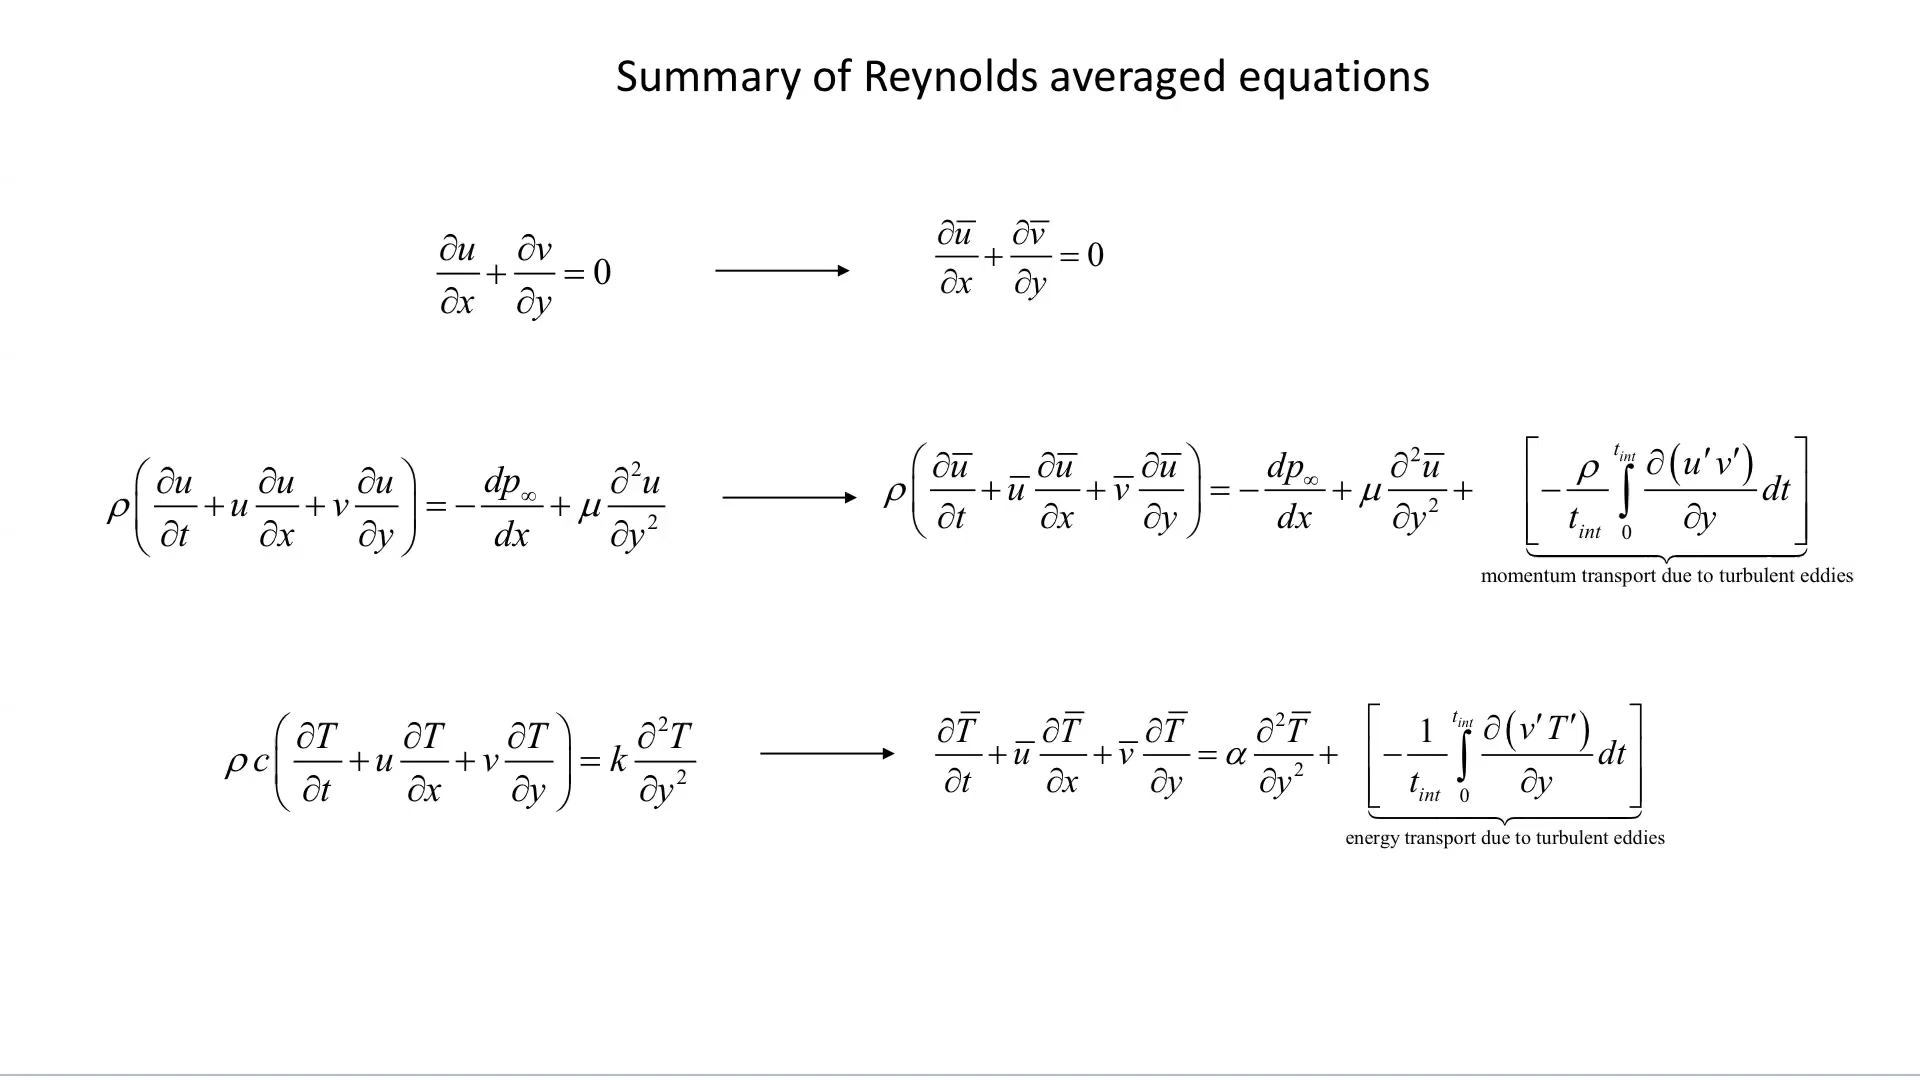 Summary of Reynolds averaged equations
∂u/∂x + ∂v/∂y = 0 ⟶ ∂u̅/∂x + ∂v̅/∂y = 0
ρ(∂u/∂t + u ∂u/∂x + v ∂u/∂y) = − dp∞/dx + μ ∂²u/∂y² ⟶ ρ(∂u̅/∂t + u̅ ∂u̅/∂x + v̅ ∂u̅/∂y) = − dp∞/dx + μ ∂²u̅/∂y² + [− ρ/t_int ∫₀^{t_int} ∂(u′v′)/∂y dt]
momentum transport due to turbulent eddies
ρc(∂T/∂t + u ∂T/∂x + v ∂T/∂y) = k ∂²T/∂y² ⟶ ∂T̅/∂t + u̅ ∂T̅/∂x + v̅ ∂T̅/∂y = α ∂²T̅/∂y² + [− 1/t_int ∫₀^{t_int} ∂(v′T′)/∂y dt]
energy transport due to turbulent eddies